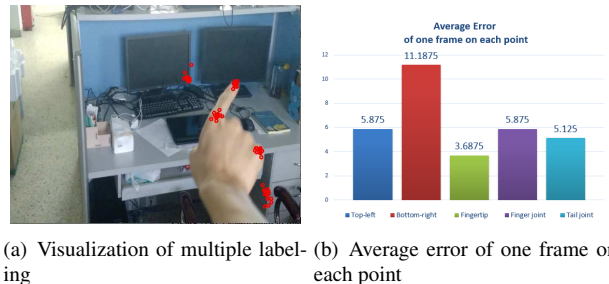 Average Error
of one frame on each point
12
10
8
6
4
2
0
5.875
11.1875
3.6875
5.875
5.125
Top-left Bottom-right Fingertip Finger joint Tail joint
(a) Visualization of multiple label-
ing
(b) Average error of one frame on
each point